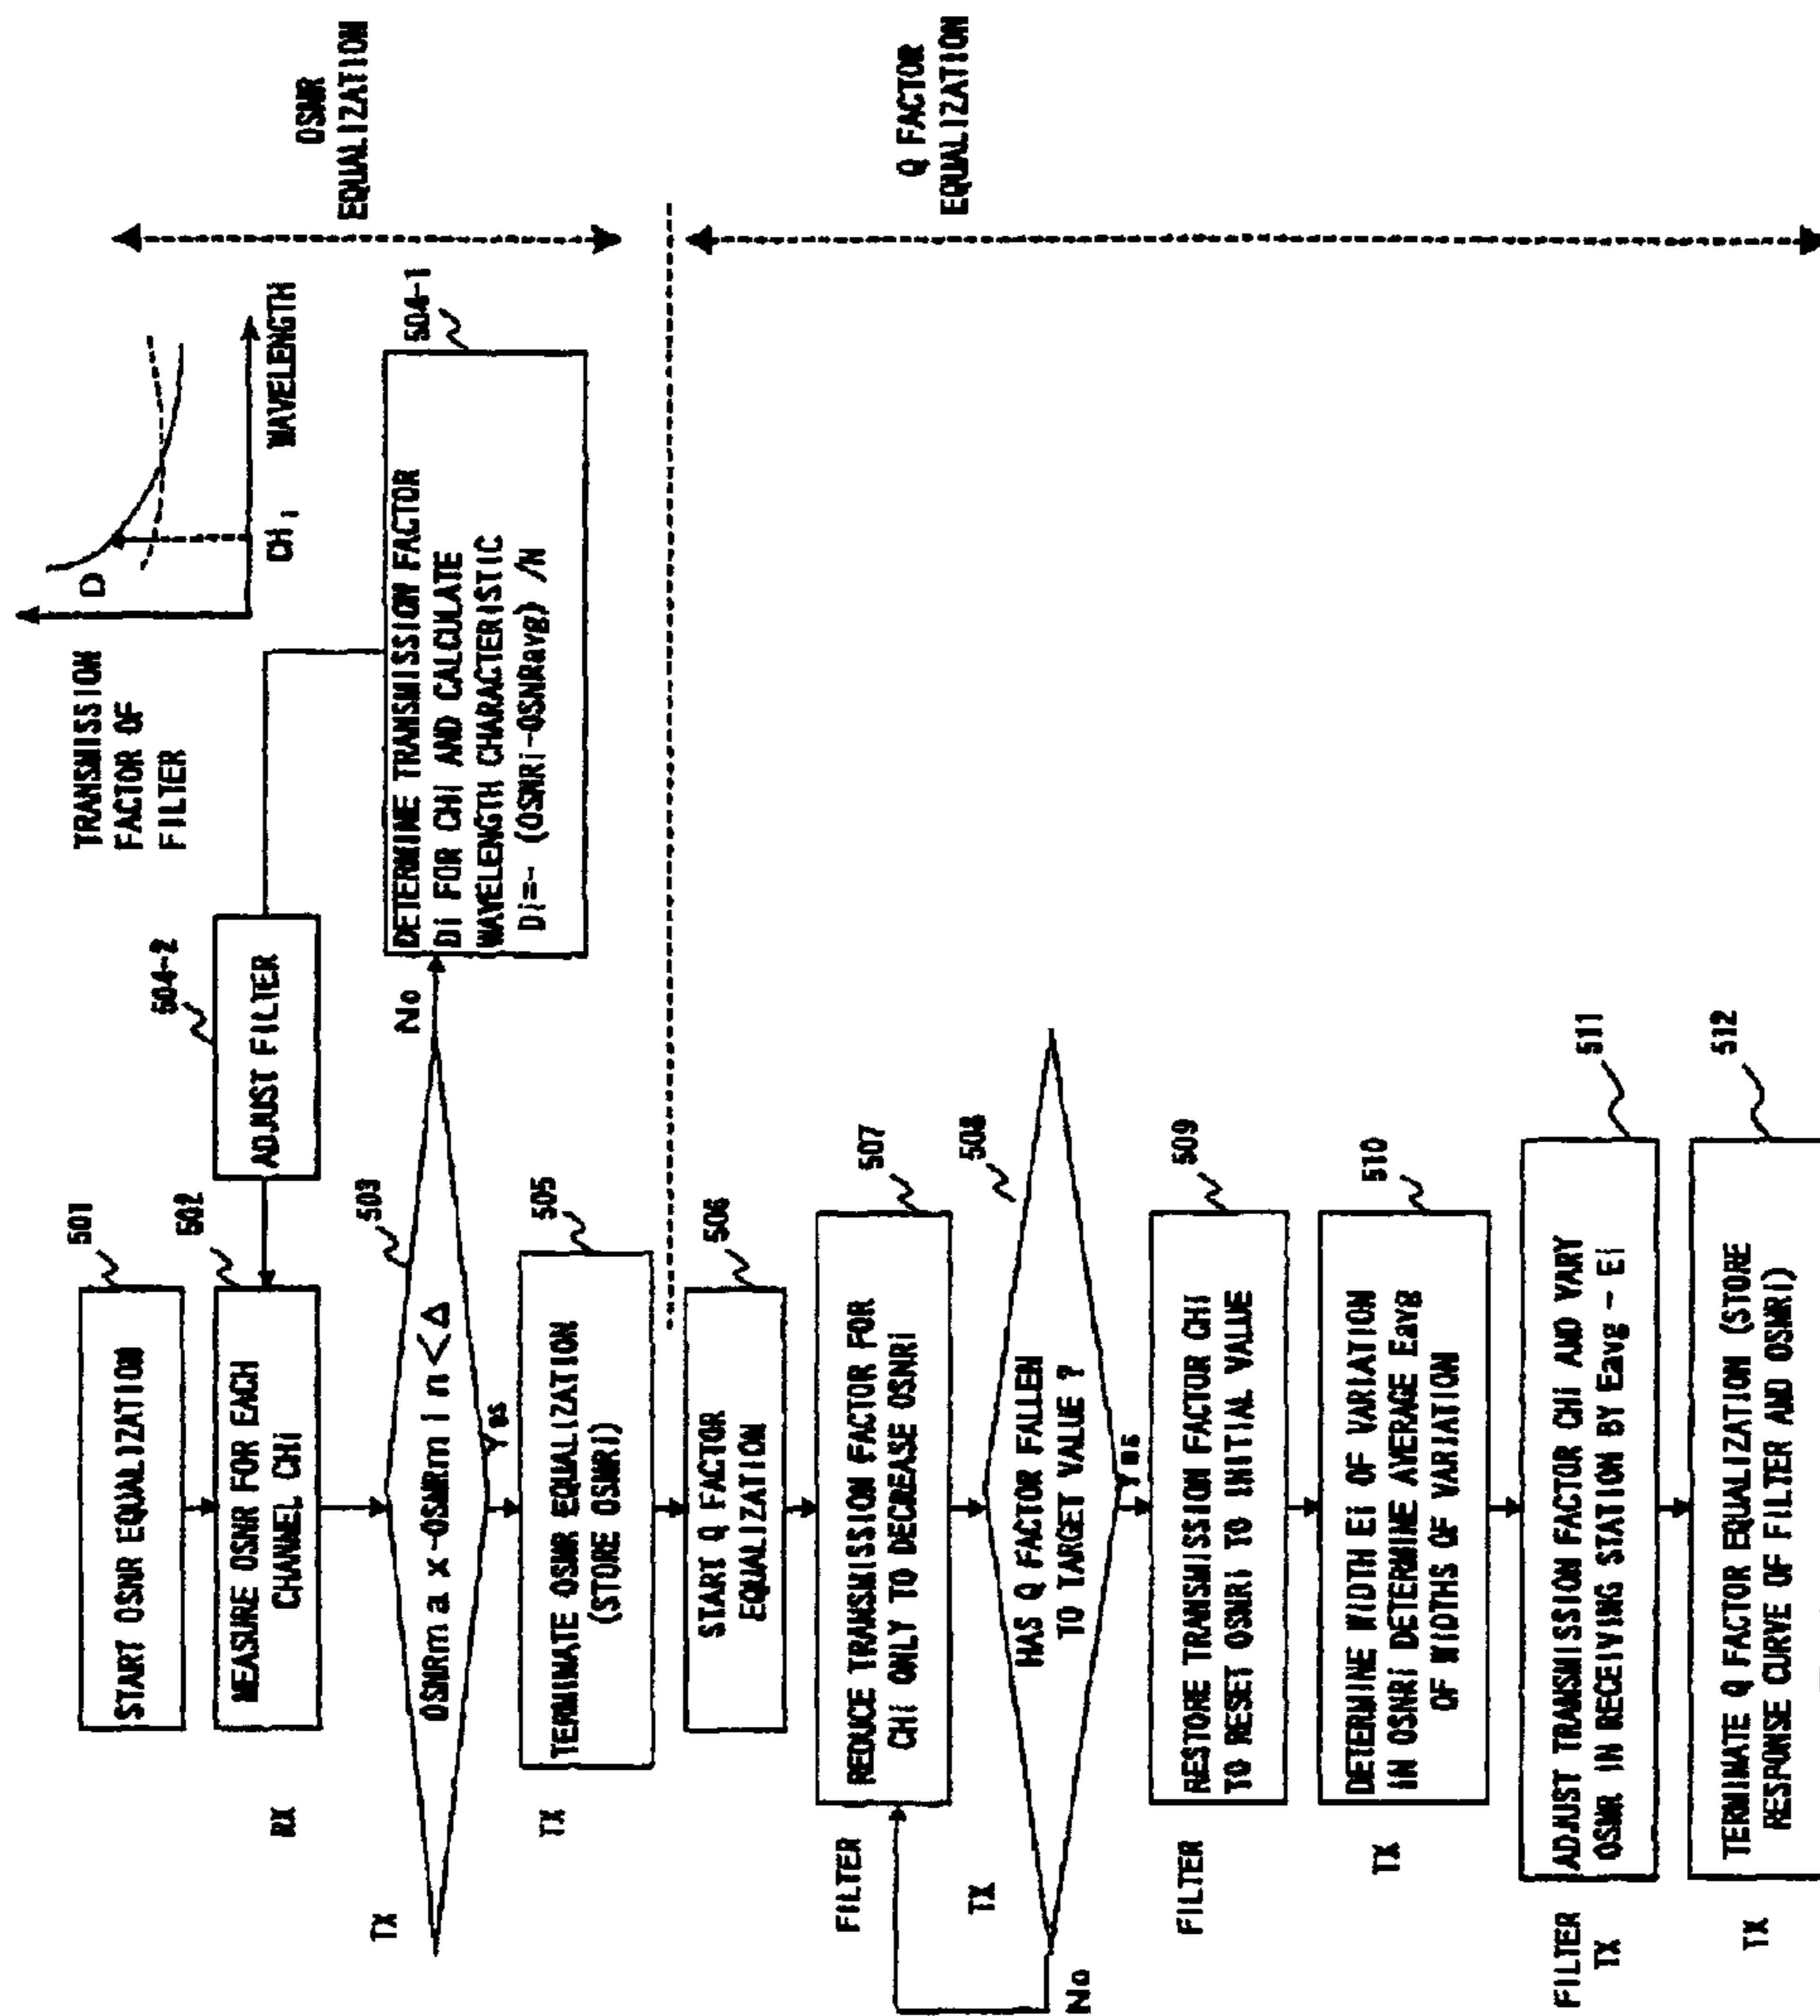 501
START OSNR EQUALIZATION
502
MEASURE OSNR FOR EACH
CHANNEL CHi
RX
504-2
ADJUST FILTER
TRANSMISSION
FACTOR OF
FILTER
D
CHi
WAVELENGTH
OSNR
EQUALIZATION
503
OSNRmax-OSNRmin<Δ
TX
No
Yes
504-1
DETERMINE TRANSMISSION FACTOR
Di FOR CHi AND CALCULATE
WAVELENGTH CHARACTERISTIC
Di=- (OSNRi-OSNRavg) /N
505
TERMINATE OSNR EQUALIZATION
(STORE OSNRi)
TX
506
START Q FACTOR
EQUALIZATION
Q FACTOR
EQUALIZATION
507
REDUCE TRANSMISSION FACTOR FOR
CHi ONLY TO DECREASE OSNRi
FILTER
508
HAS Q FACTOR FALLEN
TO TARGET VALUE ?
TX
No
Yes
509
RESTORE TRANSMISSION FACTOR CHi
TO RESET OSNRi TO INITIAL VALUE
FILTER
510
DETERMINE WIDTH Ei OF VARIATION
IN OSNRi DETERMINE AVERAGE Eavg
OF WIDTHS OF VARIATION
TX
511
ADJUST TRANSMISSION FACTOR CHi AND VARY
OSNR IN RECEIVING STATION BY Eavg - Ei
FILTER
TX
512
TERMINATE Q FACTOR EQUALIZATION (STORE
RESPONSE CURVE OF FILTER AND OSNRi)
TX